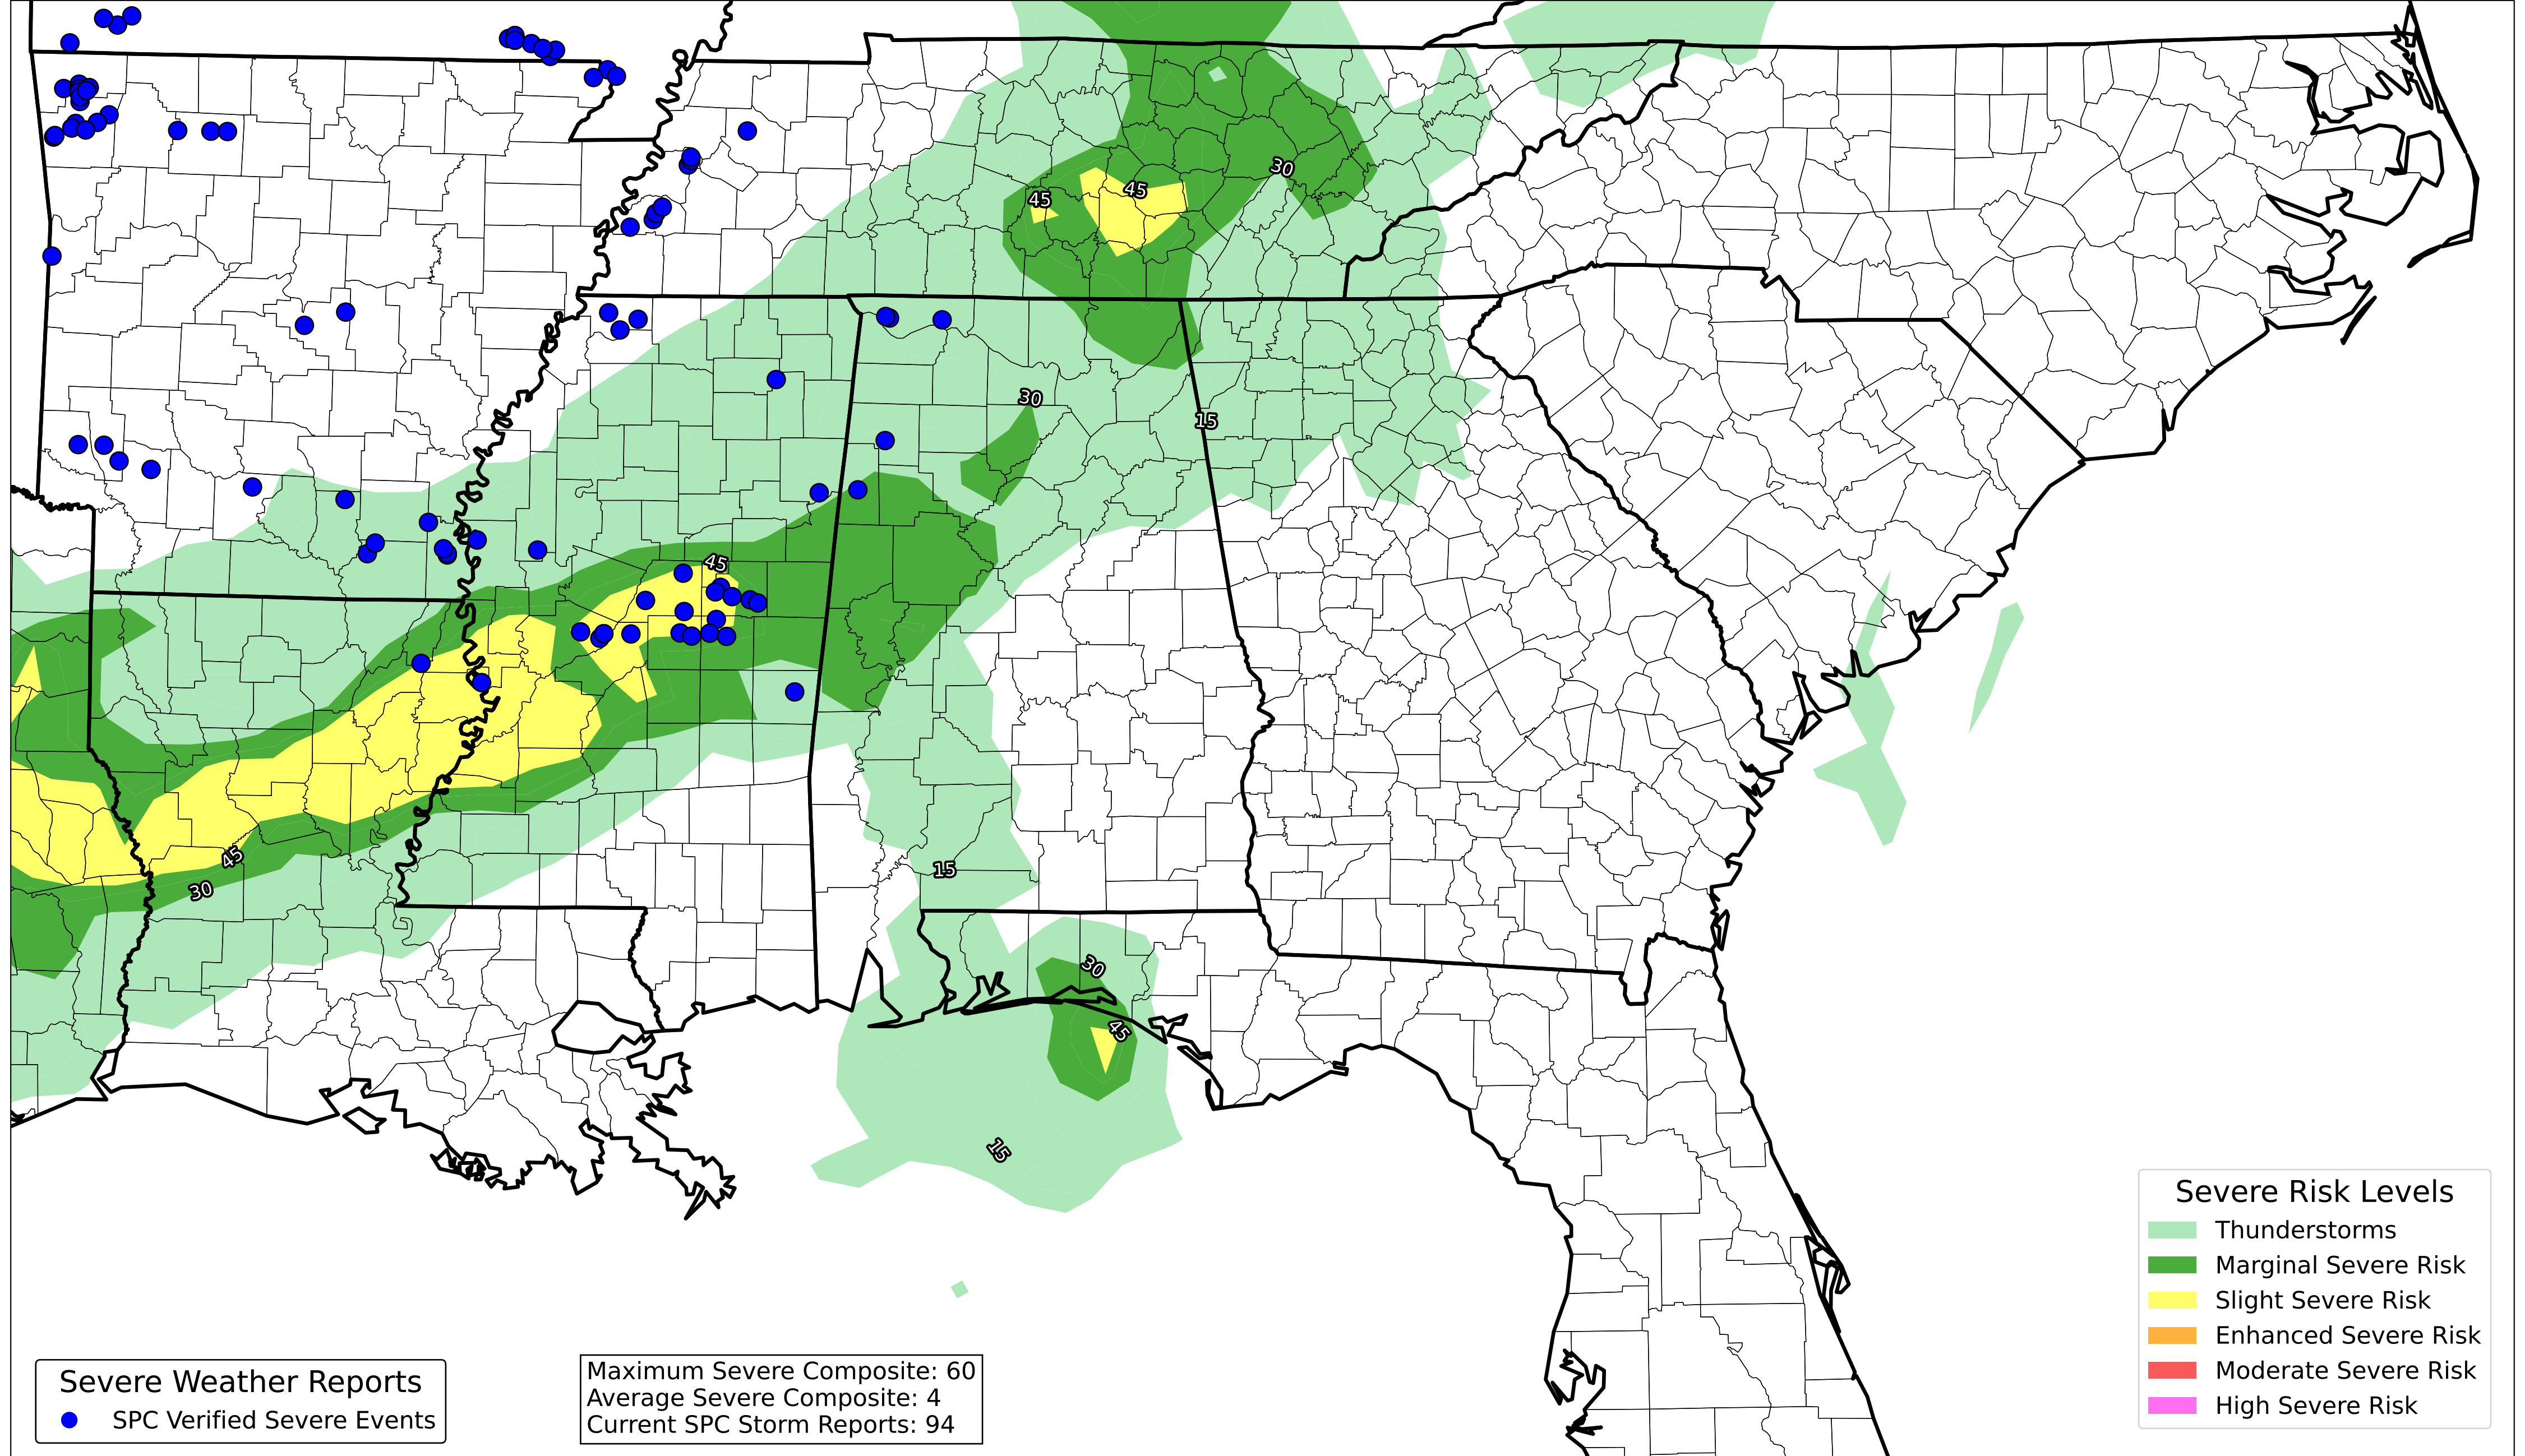 45
45
30
30
15
45
45
30
15
30
45
15
Severe Risk Levels
Thunderstorms
Marginal Severe Risk
Slight Severe Risk
Enhanced Severe Risk
Moderate Severe Risk
High Severe Risk
Severe Weather Reports
SPC Verified Severe Events
Maximum Severe Composite: 60
Average Severe Composite: 4
Current SPC Storm Reports: 94